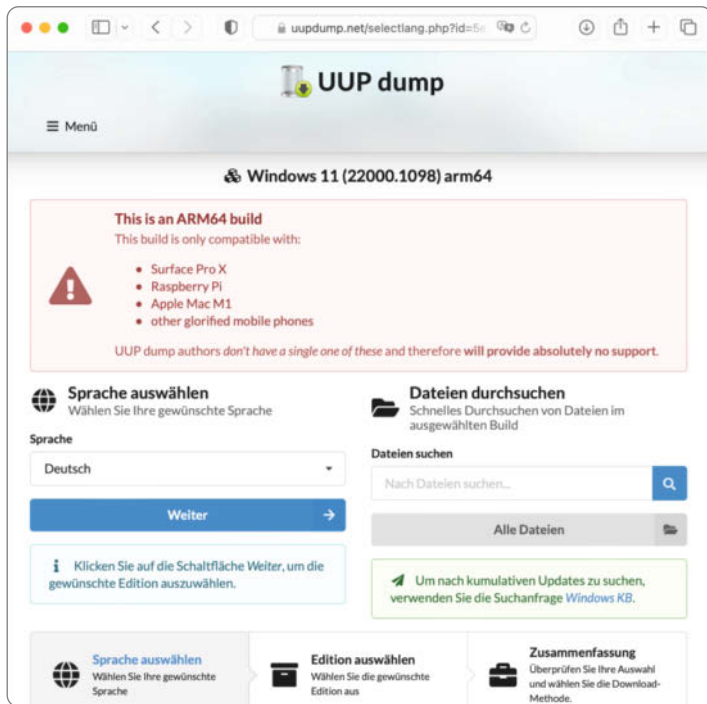 uupdump.net/selectlang.php?id=5e
UUP dump
Menü
Windows 11 (22000.1098) arm64
This is an ARM64 build
This build is only compatible with:
• Surface Pro X
• Raspberry Pi
• Apple Mac M1
• other glorified mobile phones
UUP dump authors don't have a single one of these and therefore will provide absolutely no support.
Sprache auswählen
Wählen Sie Ihre gewünschte Sprache
Sprache
Deutsch
Weiter
Klicken Sie auf die Schaltfläche Weiter, um die
gewünschte Edition auszuwählen.
Dateien durchsuchen
Schnelles Durchsuchen von Dateien im
ausgewählten Build
Dateien suchen
Nach Dateien suchen...
Alle Dateien
Um nach kumulativen Updates zu suchen,
verwenden Sie die Suchanfrage Windows KB.
Sprache auswählen
Wählen Sie Ihre gewünschte
Sprache
Edition auswählen
Wählen Sie die gewünschte
Edition aus
Zusammenfassung
Überprüfen Sie Ihre Auswahl
und wählen Sie die Download-
Methode.